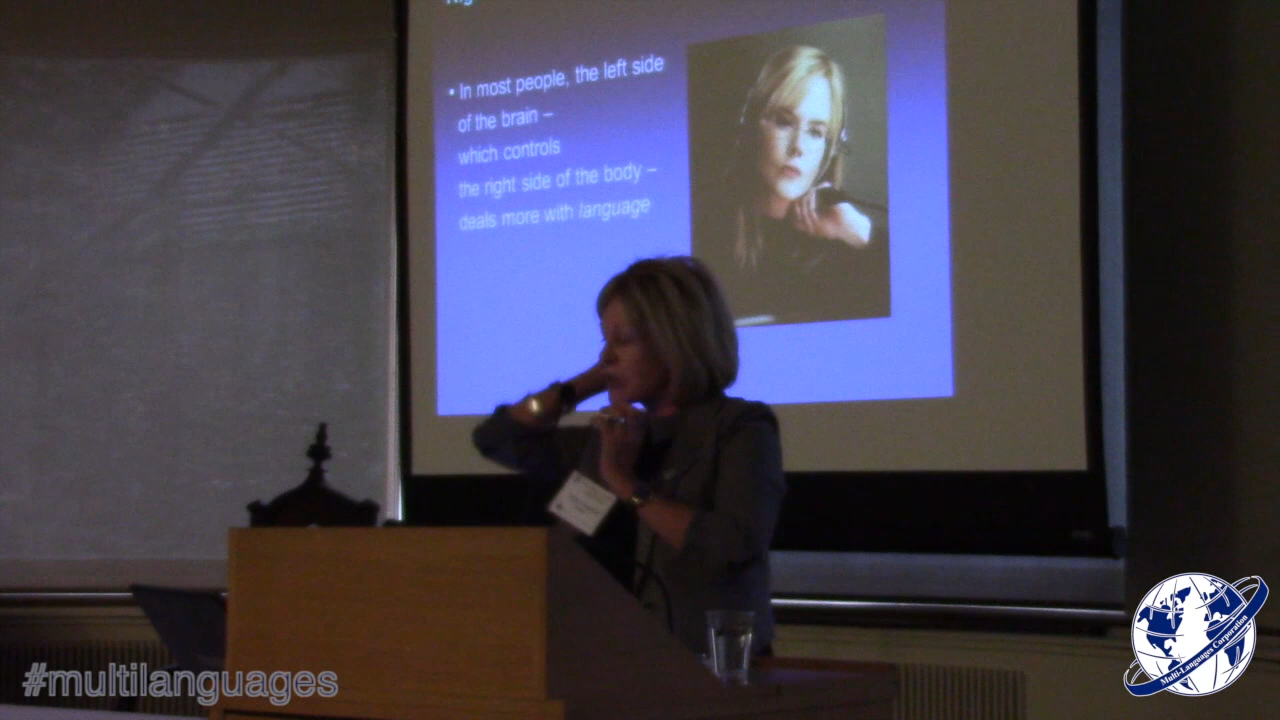 • In most people, the left side
of the brain –
which controls
the right side of the body –
deals more with language
#multilanguages
Multi-Languages Corporation